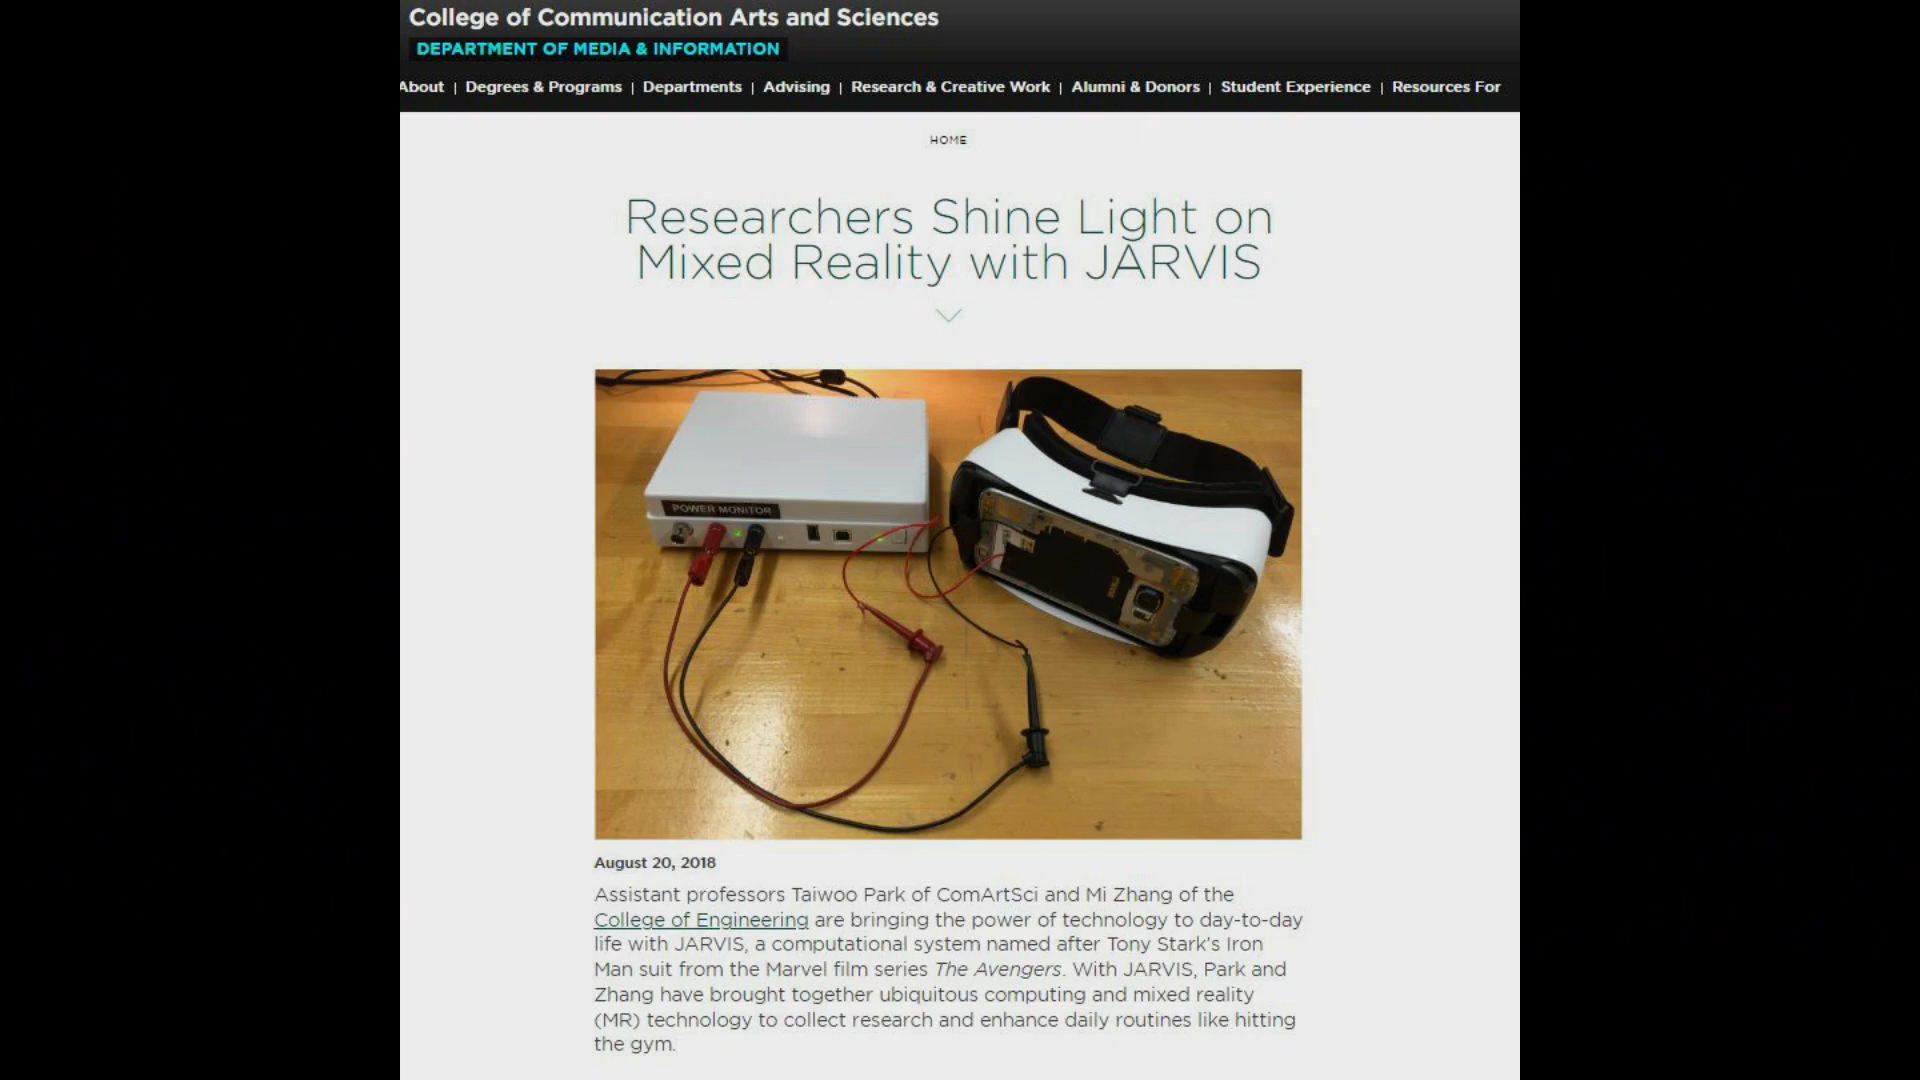 College of Communication Arts and Sciences
DEPARTMENT OF MEDIA & INFORMATION
About | Degrees & Programs | Departments | Advising | Research & Creative Work | Alumni & Donors | Student Experience | Resources For
HOME
Researchers Shine Light on
Mixed Reality with JARVIS
POWER MONITOR
August 20, 2018
Assistant professors Taiwoo Park of ComArtSci and Mi Zhang of the
College of Engineering are bringing the power of technology to day-to-day
life with JARVIS, a computational system named after Tony Stark's Iron
Man suit from the Marvel film series The Avengers. With JARVIS, Park and
Zhang have brought together ubiquitous computing and mixed reality
(MR) technology to collect research and enhance daily routines like hitting
the gym.